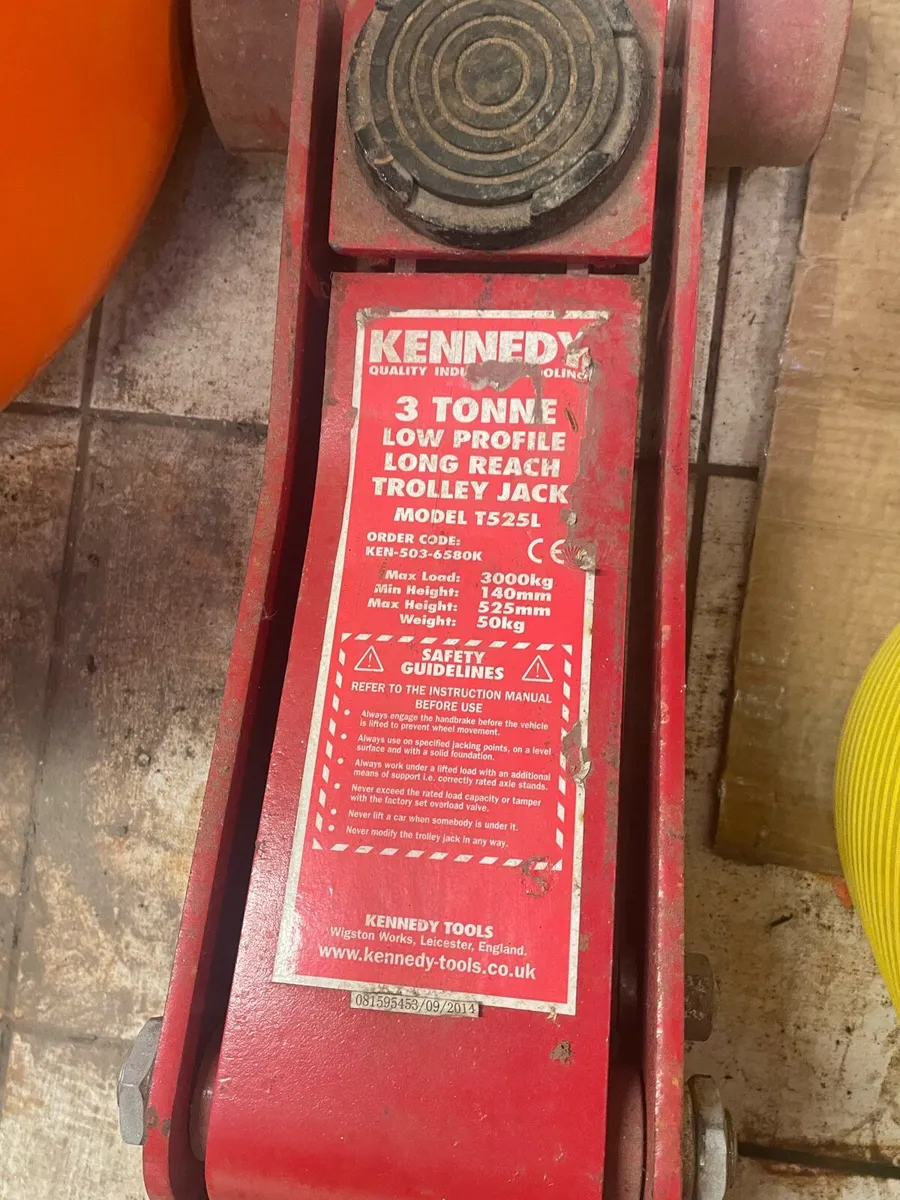 KENNEDY
QUALITY
3 TONNE
LOW PROFILE
LONG REACH
TROLLEY JACK
MODEL T525L
ORDER CODE:
KEN-503-6580K
CE
Max Load: 3000kg
Min Height: 140mm
Max Height: 525mm
Weight: 50kg
SAFETY
GUIDELINES
REFER TO THE INSTRUCTION MANUAL
BEFORE USE
Always engage the handbrake before the vehicle
is lifted to prevent wheel movement.
Always use on specified jacking points, on a level
surface and with a solid foundation.
Always work under a lifted load with an additional
means of support i.e. correctly rated axle stands.
Never exceed the rated load capacity or tamper
with the factory set overload valve.
Never lift a car when somebody is under it.
Never modify the trolley jack in any way.
KENNEDY TOOLS
Wigston Works, Leicester, England.
www.kennedy-tools.co.uk
081595453/09/2014